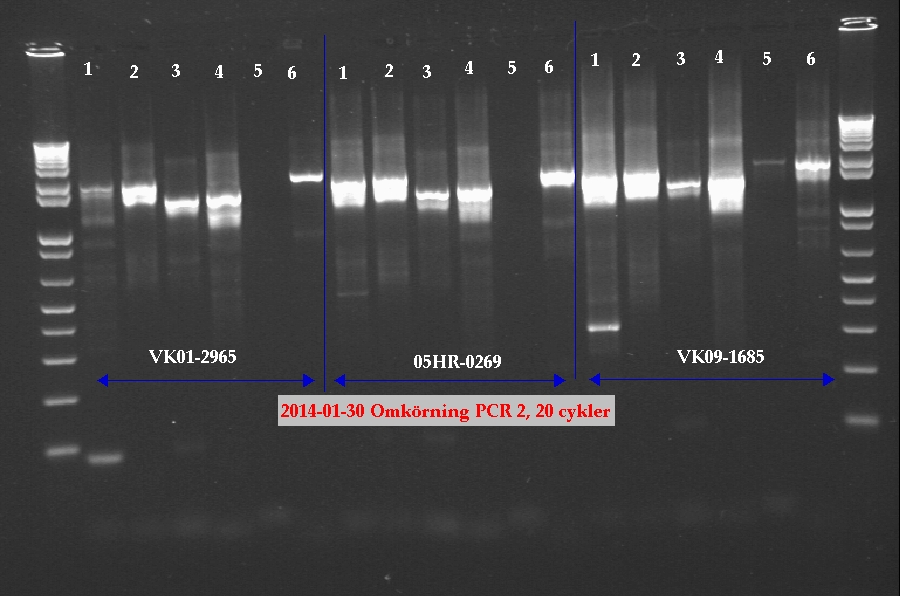 1 2 3 4 5 6 1 2 3 4 5 6 1 2 3 4 5 6
VK01-2965 05HR-0269 VK09-1685
2014-01-30 Omkörning PCR 2, 20 cykler